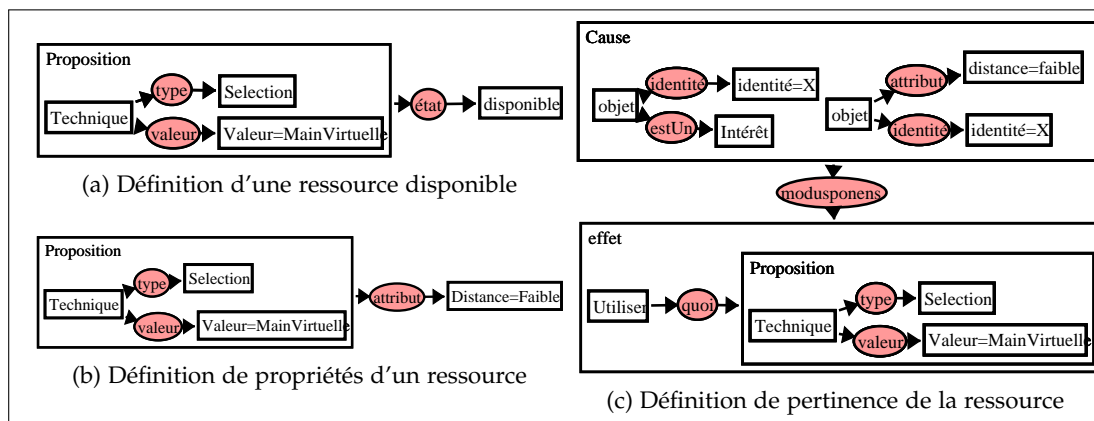 Proposition
type
Selection
Technique
valeur
Valeur=MainVirtuelle
état
disponible
(a) Définition d'une ressource disponible
Proposition
type
Selection
Technique
valeur
Valeur=MainVirtuelle
attribut
Distance=Faible
(b) Définition de propriétés d'un ressource
Cause
identité
identité=X
objet
estUn
Intérêt
attribut
distance=faible
objet
identité
identité=X
modusponens
effet
Utiliser
quoi
Proposition
type
Selection
Technique
valeur
Valeur=MainVirtuelle
(c) Définition de pertinence de la ressource